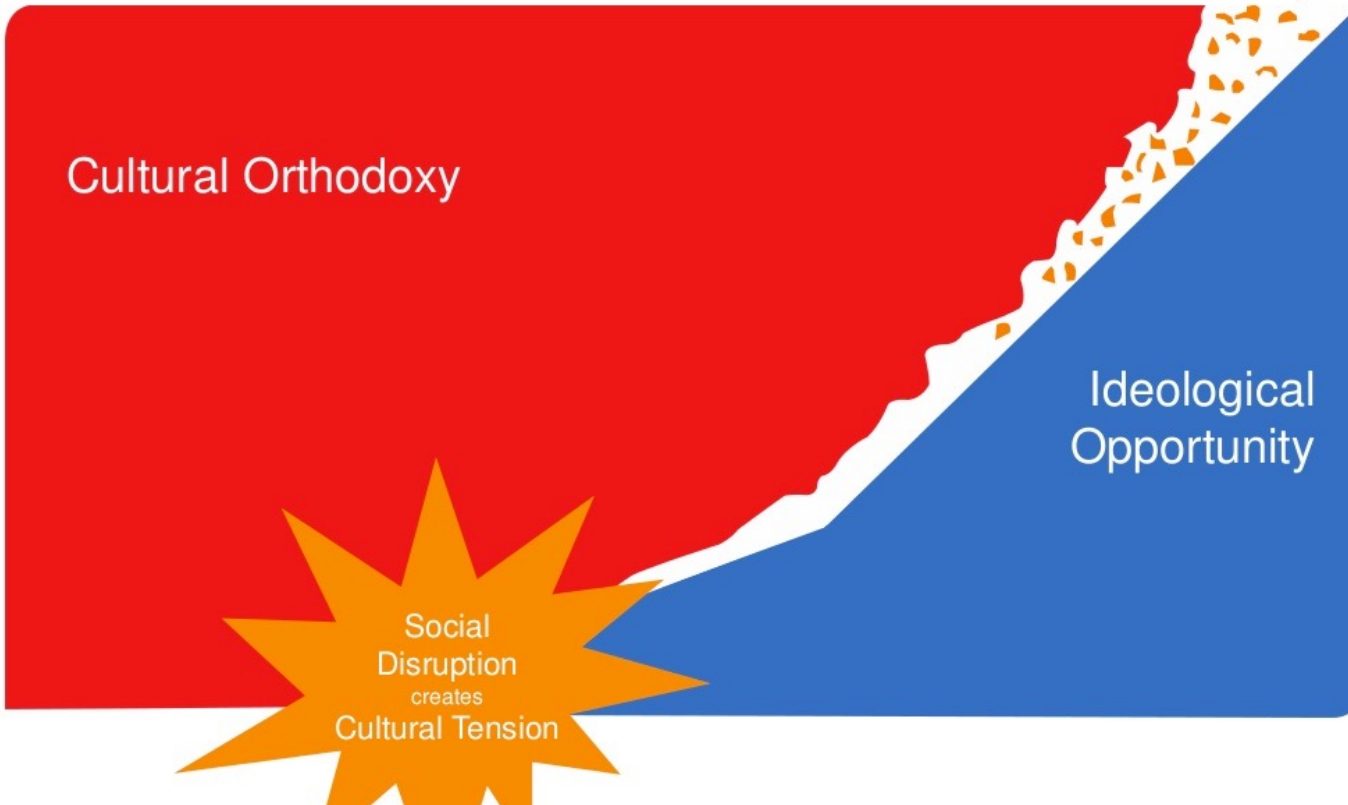 Cultural Orthodoxy
Ideological
Opportunity
Social
Disruption
creates
Cultural Tension